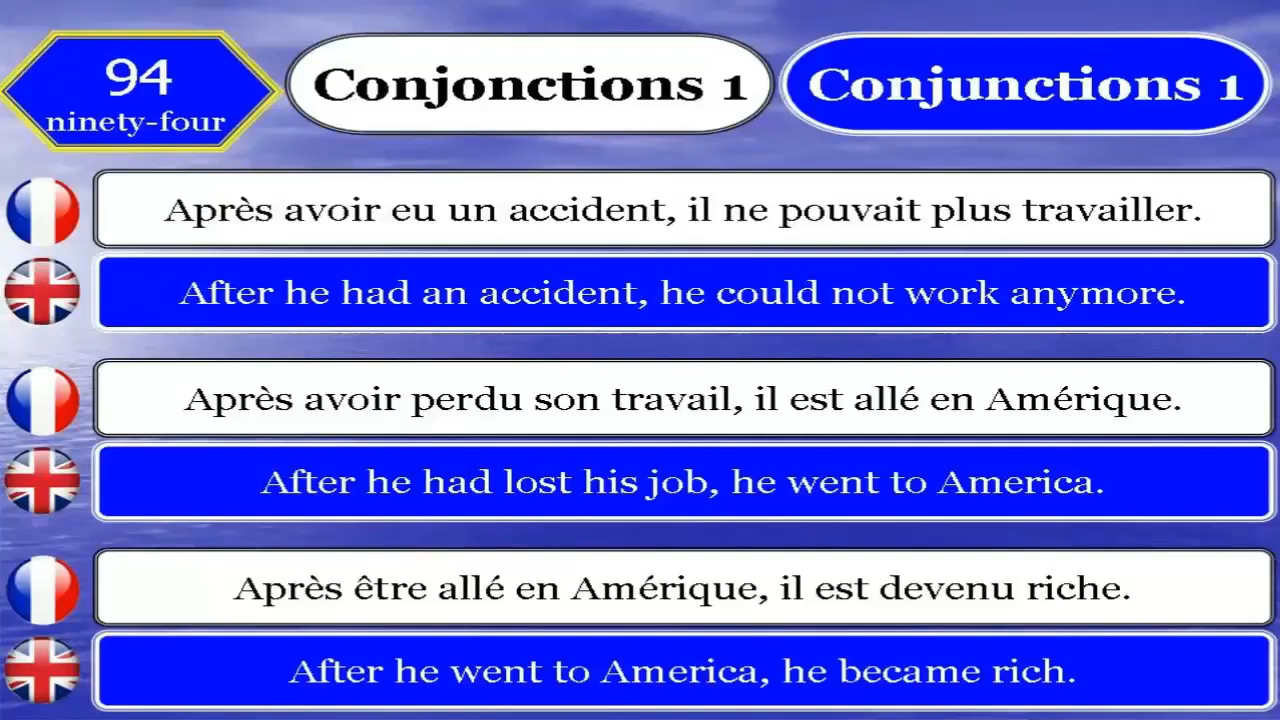 94
ninety-four
Conjonctions 1
Conjunctions 1
Après avoir eu un accident, il ne pouvait plus travailler.
After he had an accident, he could not work anymore.
Après avoir perdu son travail, il est allé en Amérique.
After he had lost his job, he went to America.
Après être allé en Amérique, il est devenu riche.
After he went to America, he became rich.